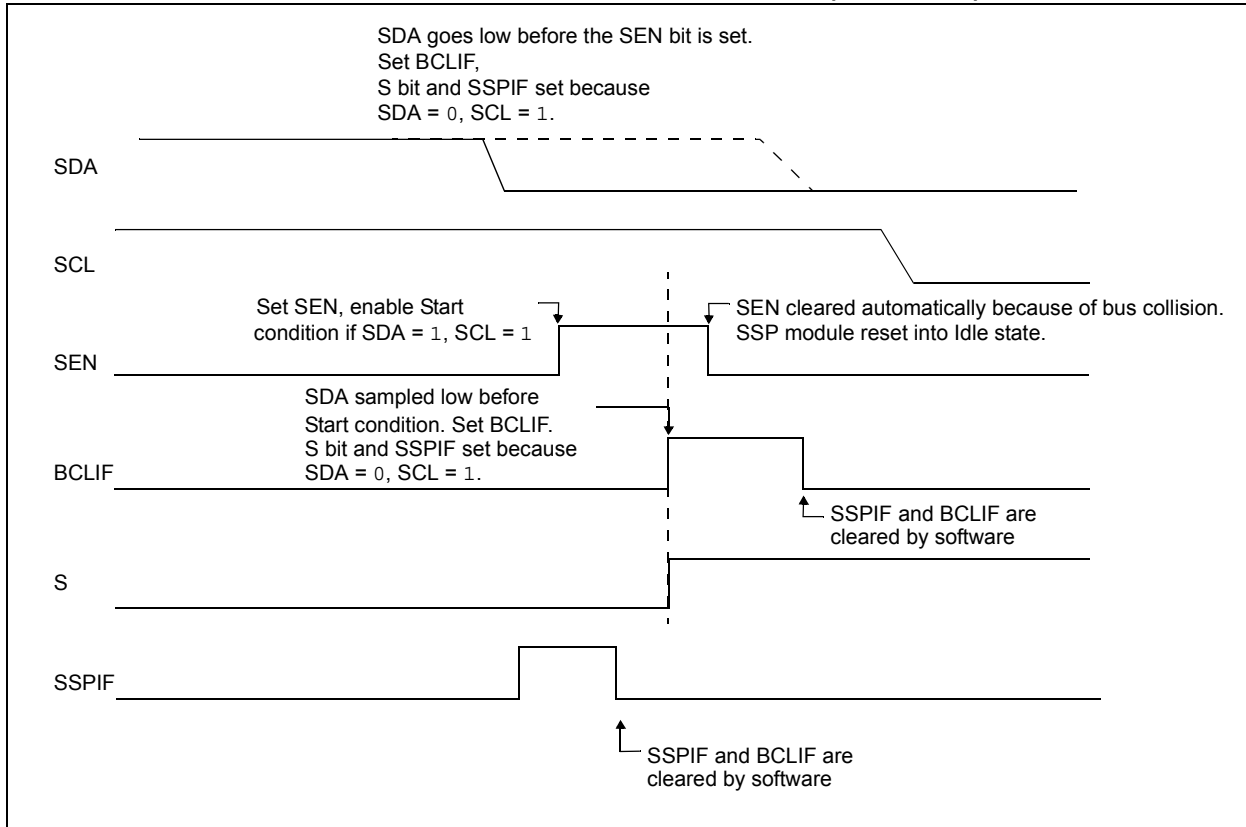 SDA goes low before the SEN bit is set.
Set BCLIF,
S bit and SSPIF set because
SDA = 0, SCL = 1.
SDA
SCL
Set SEN, enable Start
condition if SDA = 1, SCL = 1
SEN cleared automatically because of bus collision.
SSP module reset into Idle state.
SEN
SDA sampled low before
Start condition. Set BCLIF.
S bit and SSPIF set because
SDA = 0, SCL = 1.
BCLIF
SSPIF and BCLIF are
cleared by software
S
SSPIF
SSPIF and BCLIF are
cleared by software